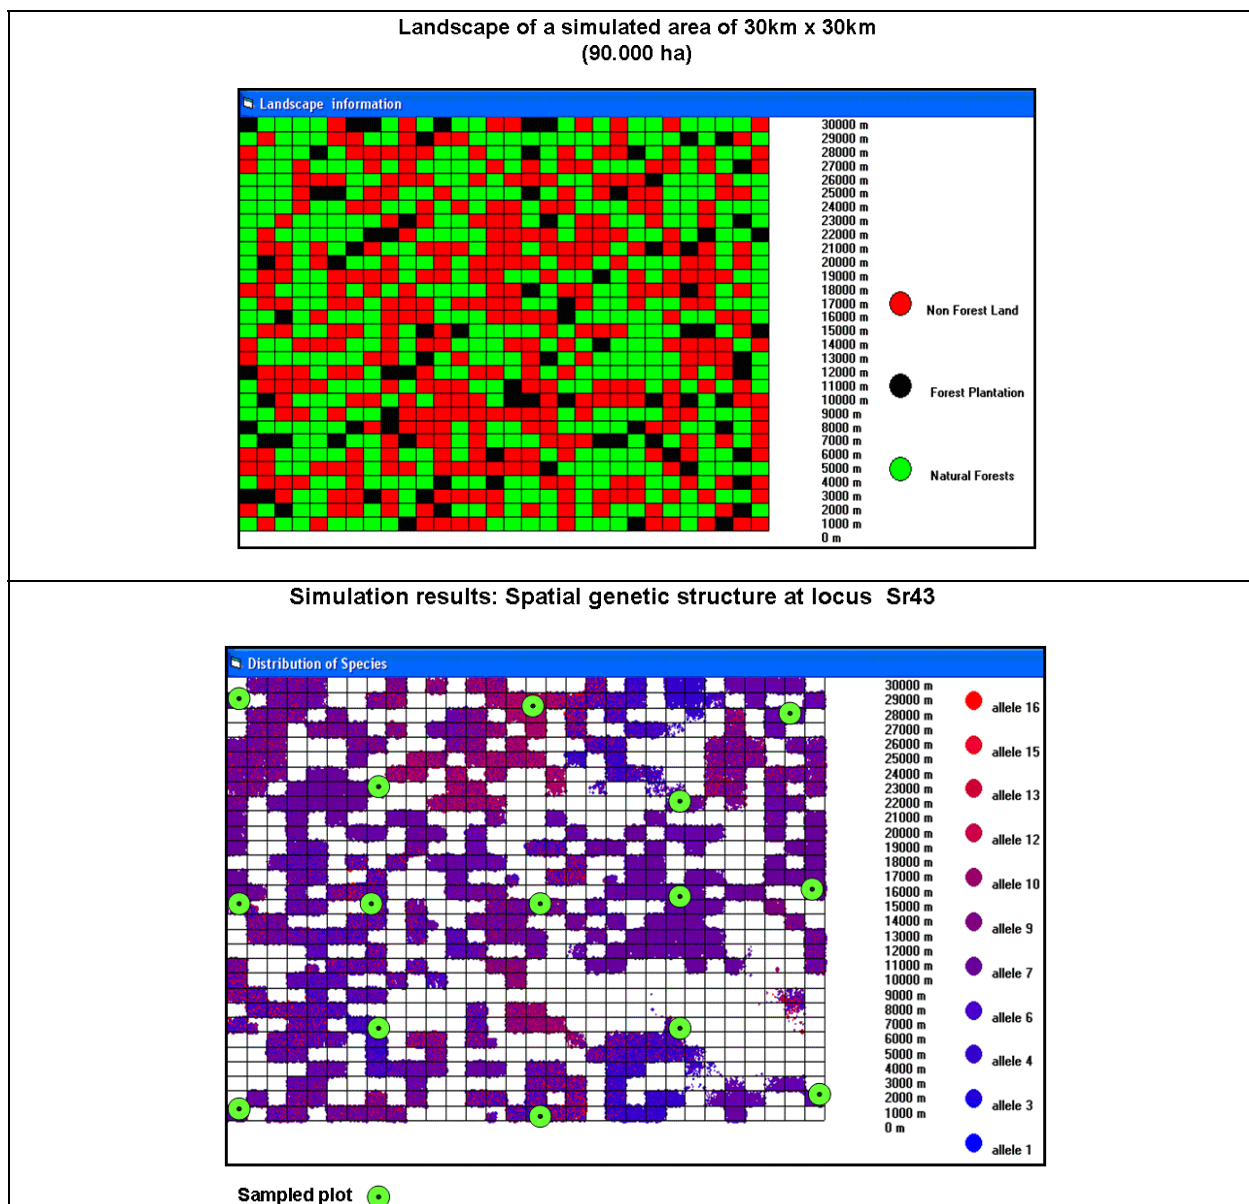 Landscape of a simulated area of 30km x 30km
(90.000 ha)
Landscape information
30000 m
29000 m
28000 m
27000 m
26000 m
25000 m
24000 m
23000 m
22000 m
21000 m
20000 m
19000 m
18000 m
17000 m
16000 m
15000 m
14000 m
13000 m
12000 m
11000 m
10000 m
9000 m
8000 m
7000 m
6000 m
5000 m
4000 m
3000 m
2000 m
1000 m
0 m
Non Forest Land
Forest Plantation
Natural Forests
Simulation results: Spatial genetic structure at locus Sr43
Distribution of Species
30000 m
29000 m
28000 m
27000 m
26000 m
25000 m
24000 m
23000 m
22000 m
21000 m
20000 m
19000 m
18000 m
17000 m
16000 m
15000 m
14000 m
13000 m
12000 m
11000 m
10000 m
9000 m
8000 m
7000 m
6000 m
5000 m
4000 m
3000 m
2000 m
1000 m
0 m
allele 16
allele 15
allele 13
allele 12
allele 10
allele 9
allele 7
allele 6
allele 4
allele 3
allele 1
Sampled plot